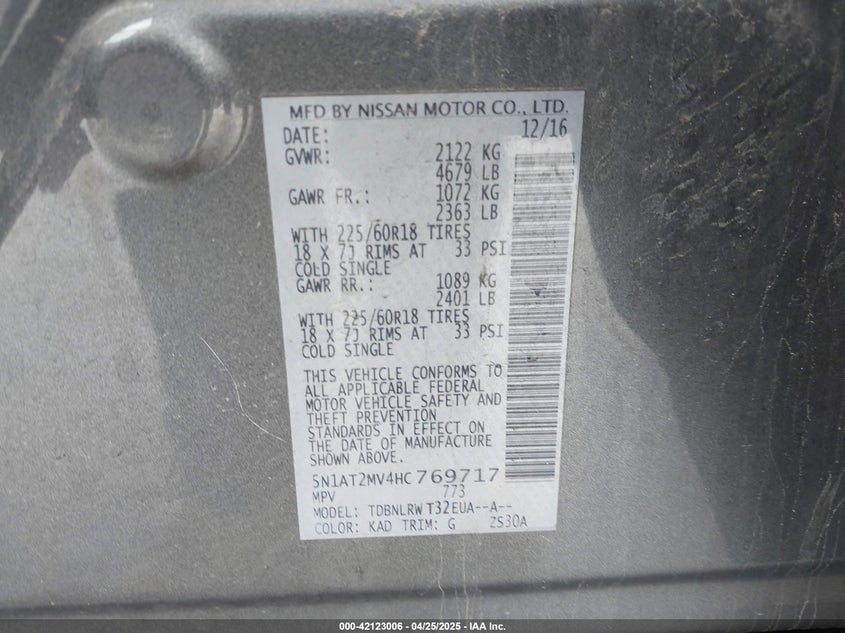 MFD BY NISSAN MOTOR CO., LTD.
DATE: 12/16
GVWR: 2122 KG
4679 LB
GAWR FR.: 1072 KG
2363 LB
WITH 225/60R18 TIRES
18 X 7J RIMS AT 33 PSI
COLD SINGLE
GAWR RR.: 1089 KG
2401 LB
WITH 225/60R18 TIRES
18 X 7J RIMS AT 33 PSI
COLD SINGLE
THIS VEHICLE CONFORMS TO
ALL APPLICABLE FEDERAL
MOTOR VEHICLE SAFETY AND
THEFT PREVENTION
STANDARDS IN EFFECT ON
THE DATE OF MANUFACTURE
SHOWN ABOVE.
5N1AT2MV4HC769717
MPV 773
MODEL: TDBNLRW T32EUA--A--
COLOR: KAD TRIM: G ZS30A
000-42123006 - 04/25/2025 - IAA Inc.